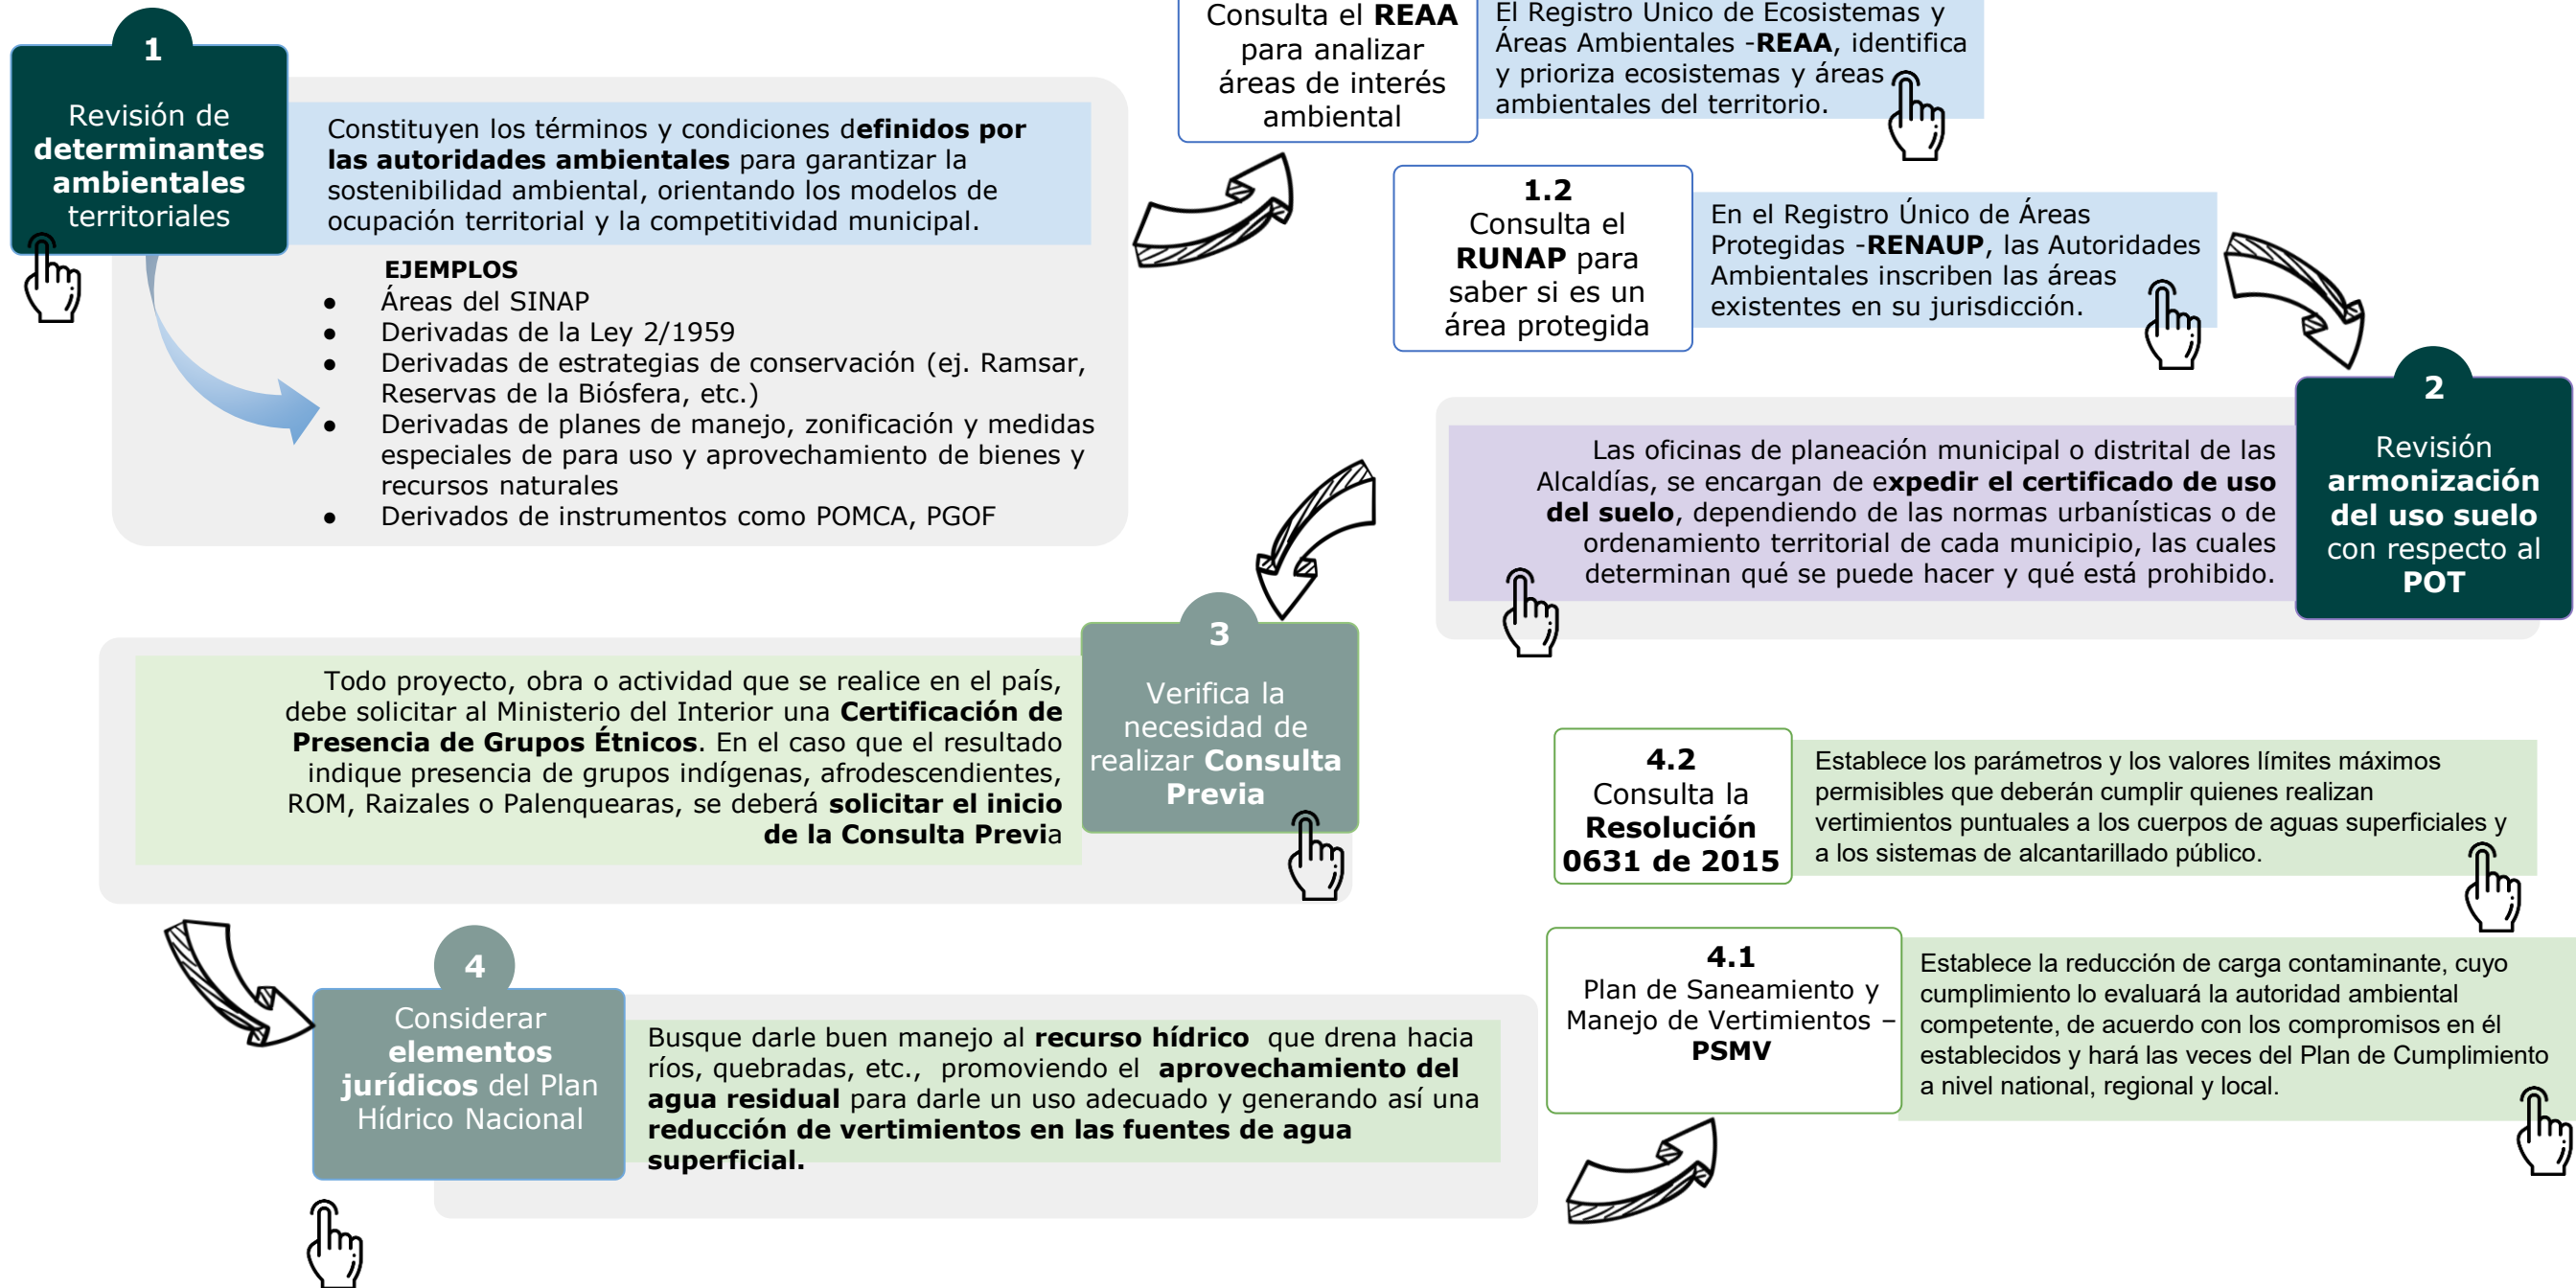 1
Revisión de
determinantes
ambientales
territoriales
Constituyen los términos y condiciones definidos por
las autoridades ambientales para garantizar la
sostenibilidad ambiental, orientando los modelos de
ocupación territorial y la competitividad municipal.
EJEMPLOS
● Áreas del SINAP
● Derivadas de la Ley 2/1959
● Derivadas de estrategias de conservación (ej. Ramsar,
Reservas de la Biósfera, etc.)
● Derivadas de planes de manejo, zonificación y medidas
especiales de para uso y aprovechamiento de bienes y
recursos naturales
● Derivados de instrumentos como POMCA, PGOF
Consulta el REAA
para analizar
áreas de interés
ambiental
El Registro Único de Ecosistemas y
Áreas Ambientales -REAA, identifica
y prioriza ecosistemas y áreas
ambientales del territorio.
1.2
Consulta el
RUNAP para
saber si es un
área protegida
En el Registro Único de Áreas
Protegidas -RENAUP, las Autoridades
Ambientales inscriben las áreas
existentes en su jurisdicción.
2
Revisión
armonización
del uso suelo
con respecto al
POT
Las oficinas de planeación municipal o distrital de las
Alcaldías, se encargan de expedir el certificado de uso
del suelo, dependiendo de las normas urbanísticas o de
ordenamiento territorial de cada municipio, las cuales
determinan qué se puede hacer y qué está prohibido.
3
Verifica la
necesidad de
realizar Consulta
Previa
Todo proyecto, obra o actividad que se realice en el país,
debe solicitar al Ministerio del Interior una Certificación de
Presencia de Grupos Étnicos. En el caso que el resultado
indique presencia de grupos indígenas, afrodescendientes,
ROM, Raizales o Palenquearas, se deberá solicitar el inicio
de la Consulta Previa
4
Considerar
elementos
jurídicos del Plan
Hídrico Nacional
Busque darle buen manejo al recurso hídrico que drena hacia
ríos, quebradas, etc., promoviendo el aprovechamiento del
agua residual para darle un uso adecuado y generando así una
reducción de vertimientos en las fuentes de agua
superficial.
4.2
Consulta la
Resolución
0631 de 2015
Establece los parámetros y los valores límites máximos
permisibles que deberán cumplir quienes realizan
vertimientos puntuales a los cuerpos de aguas superficiales y
a los sistemas de alcantarillado público.
4.1
Plan de Saneamiento y
Manejo de Vertimientos –
PSMV
Establece la reducción de carga contaminante, cuyo
cumplimiento lo evaluará la autoridad ambiental
competente, de acuerdo con los compromisos en él
establecidos y hará las veces del Plan de Cumplimiento
a nivel national, regional y local.